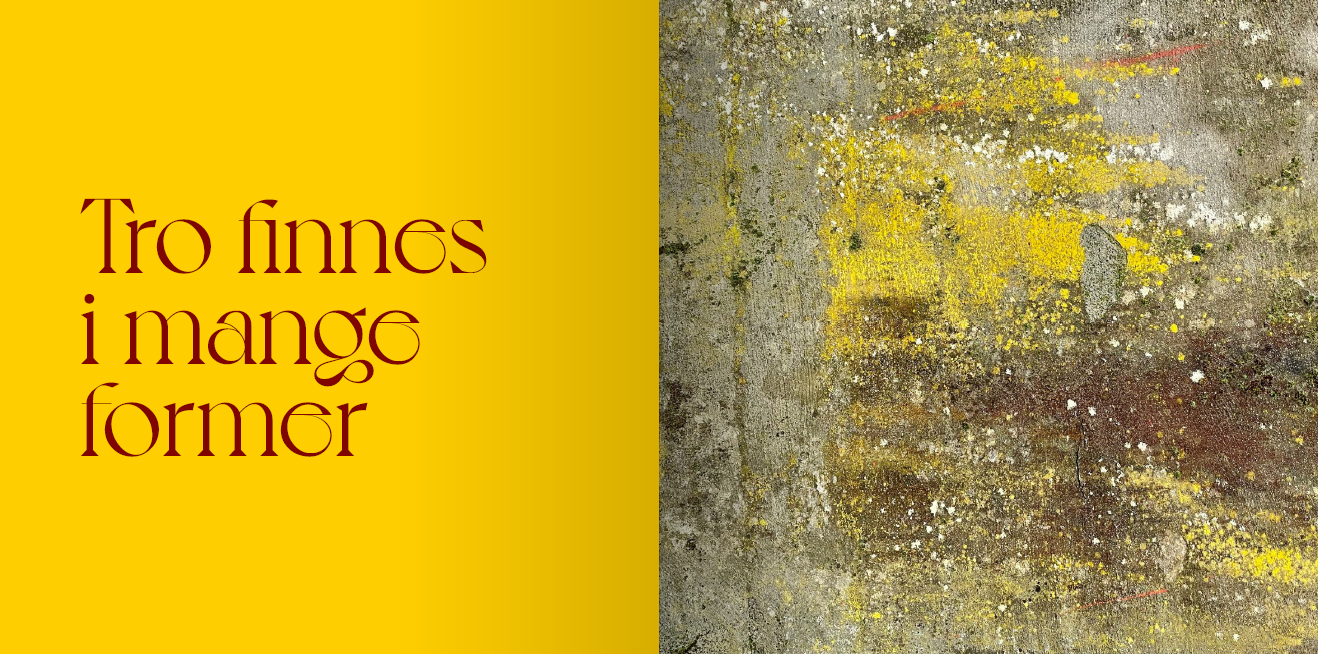 Tro finnes
i mange
former